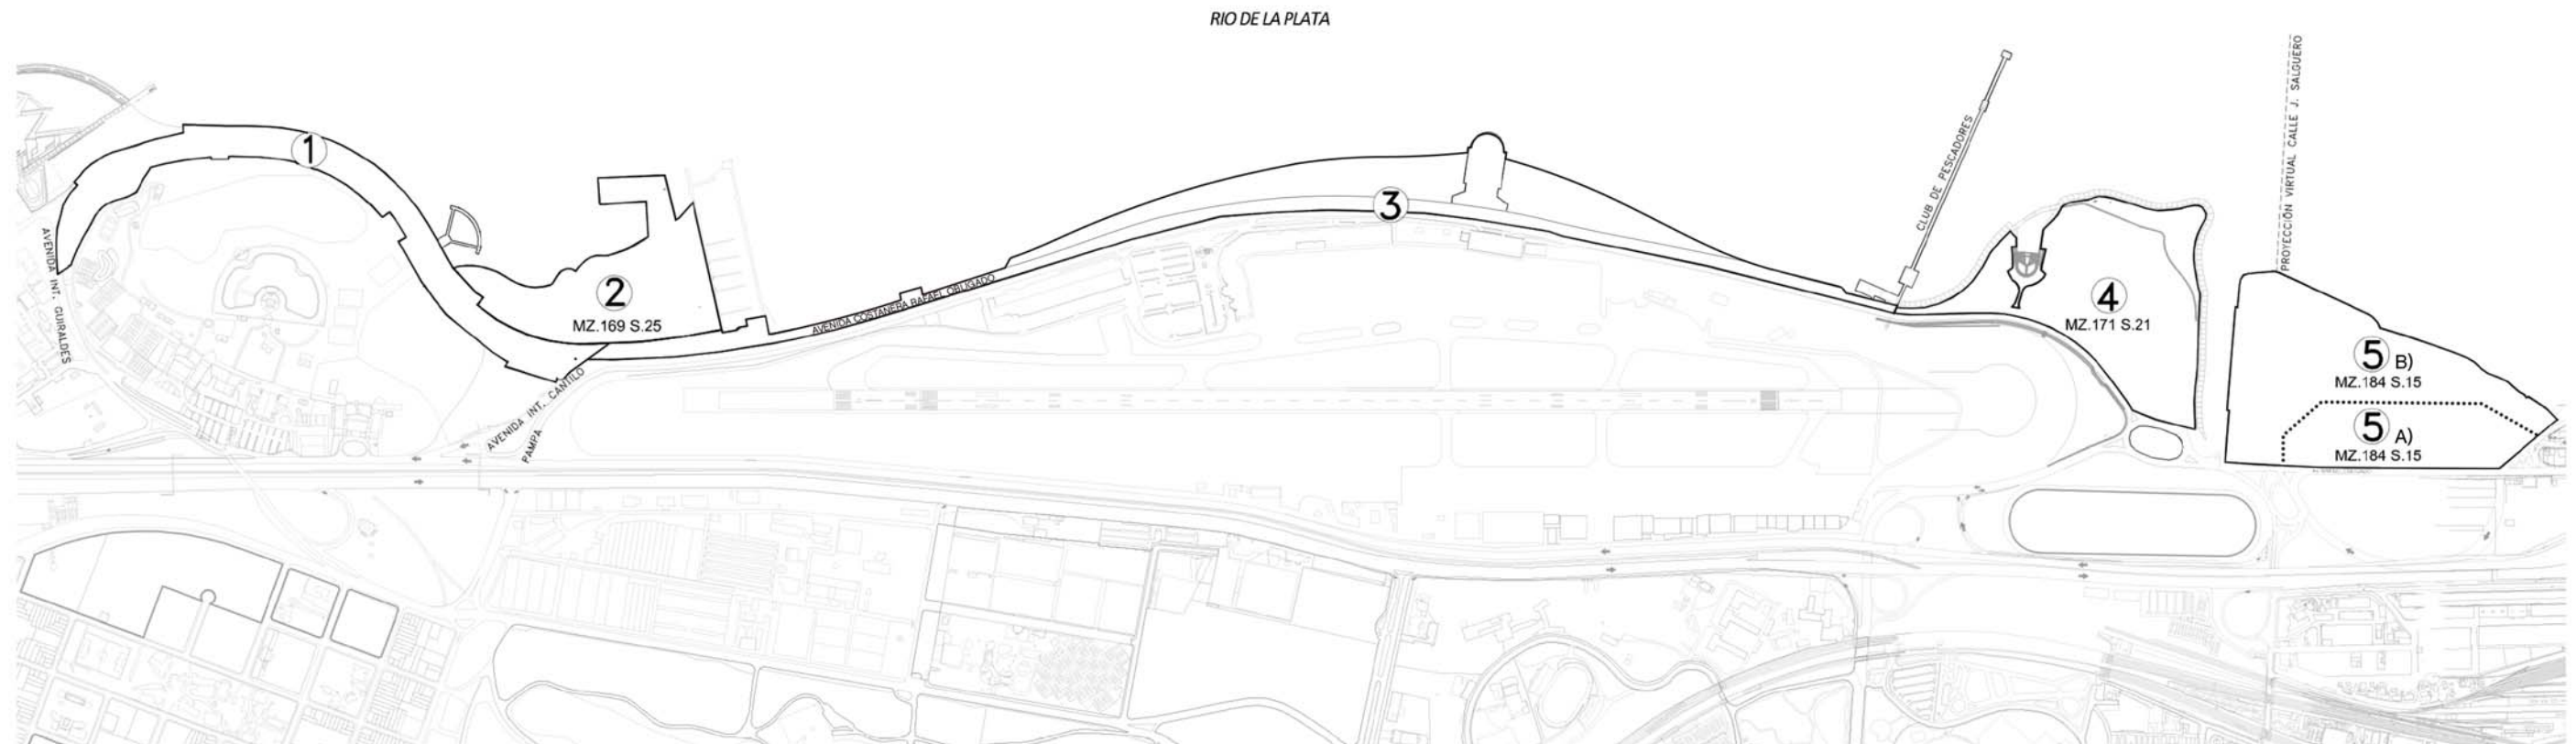 RIO DE LA PLATA
PROYECCIÓN VIRTUAL CALLE J. SALGUERO
CLUB DE PESCADORES
1
3
2
MZ.169 S.25
4
MZ.171 S.21
AVENIDA INT. GUIRALDES
AVENIDA COSTANERA RAFAEL OBLIGADO
5 B)
MZ.184 S.15
AVENIDA INT. CANTILO
PAMPA
5 A)
MZ.184 S.15